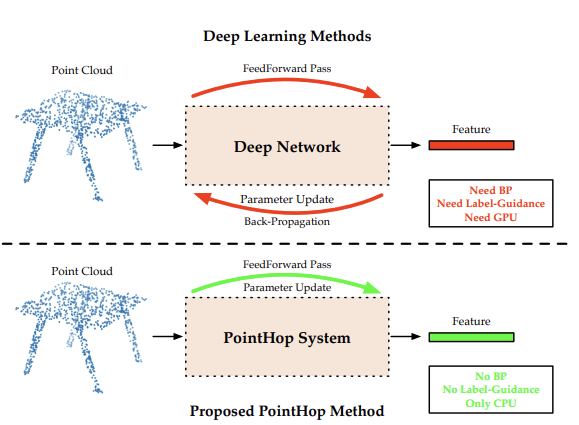 Deep Learning Methods
Point Cloud
FeedForward Pass
Deep Network
Feature
Parameter Update
Back-Propagation
Need BP
Need Label-Guidance
Need GPU
Point Cloud
FeedForward Pass
Parameter Update
PointHop System
Feature
No BP
No Label-Guidance
Only CPU
Proposed PointHop Method